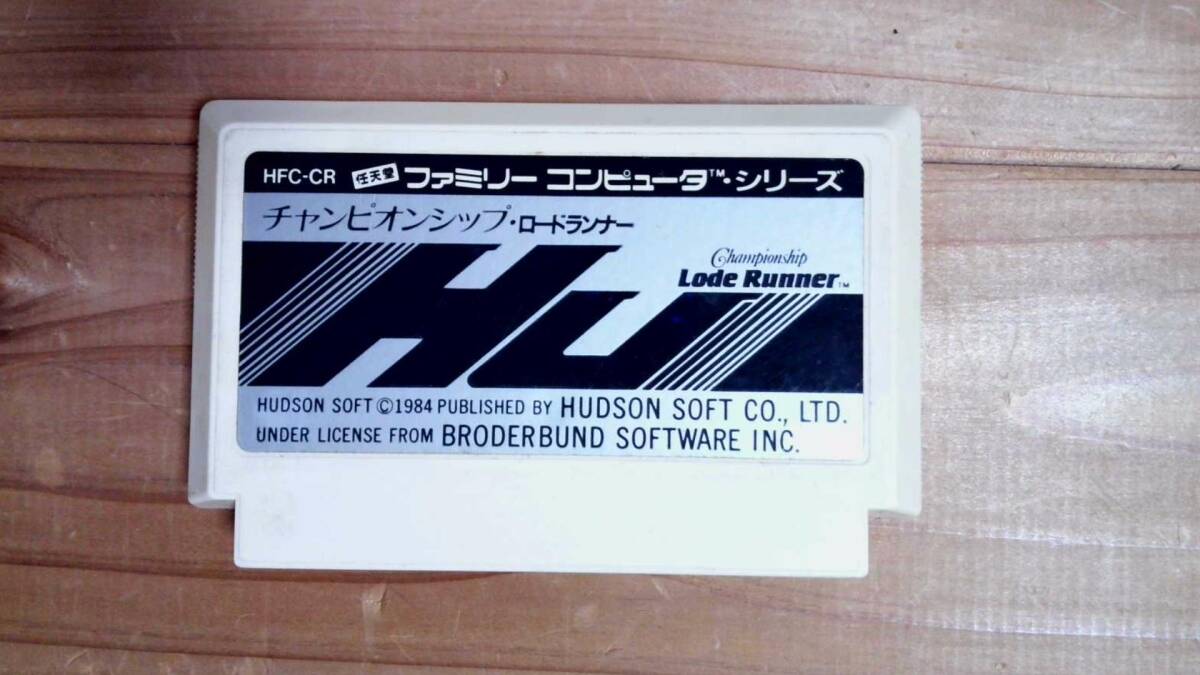 HFC-CR 任天堂 ファミリー コンピュータ™・シリーズ
チャンピオンシップ・ロードランナー
Championship
Lode Runner™
HU
HUDSON SOFT ©1984 PUBLISHED BY HUDSON SOFT CO., LTD.
UNDER LICENSE FROM BRODERBUND SOFTWARE INC.